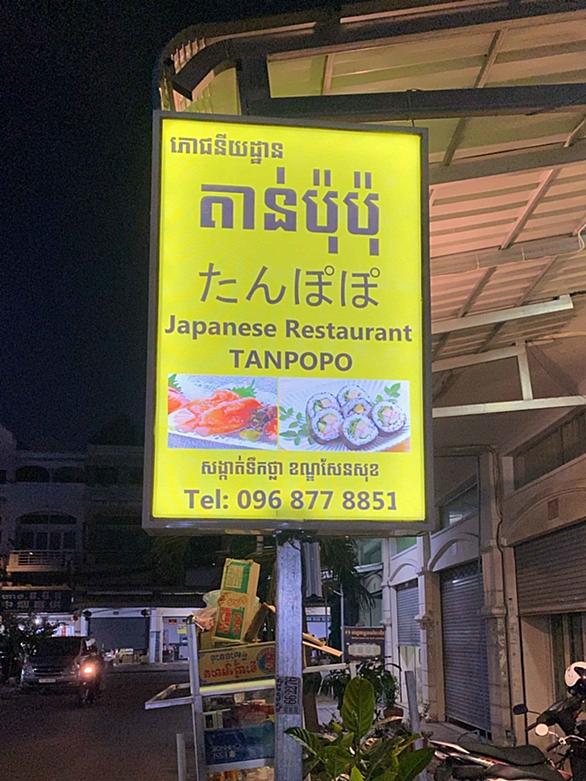 ភោជនីយដ្ឋាន
តាន់ប៉ុប៉ុ
たんぽぽ
Japanese Restaurant
TANPOPO
សង្កាត់ទឹកថ្លា ខណ្ឌសែនសុខ
Tel: 096 877 8851